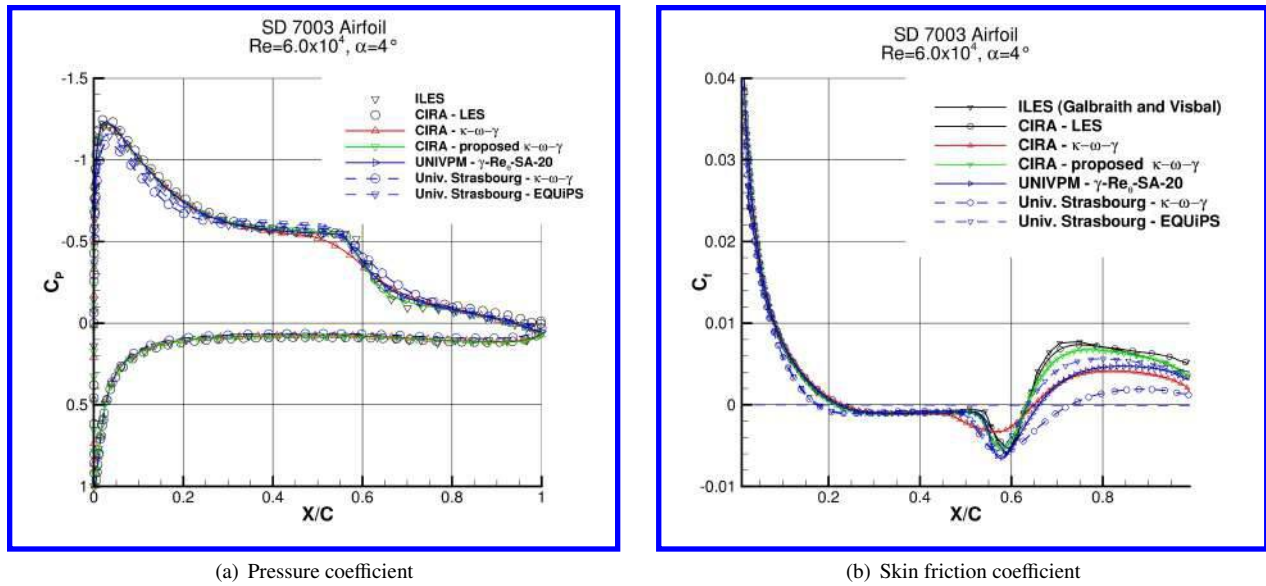 SD 7003 Airfoil
Re=6.0x10⁴, α=4°
-1.5
-1
-0.5
0
0.5
1
C_P
0
0.2
0.4
0.6
0.8
1
X/C
ILES
CIRA - LES
CIRA - κ-ω-γ
CIRA - proposed κ-ω-γ
UNIVPM - γ-Re_θ-SA-20
Univ. Strasbourg - κ-ω-γ
Univ. Strasbourg - EQUiPS
(a) Pressure coefficient
SD 7003 Airfoil
Re=6.0x10⁴, α=4°
0.04
0.03
0.02
0.01
0
-0.01
C_f
0.2
0.4
0.6
0.8
X/C
ILES (Galbraith and Visbal)
CIRA - LES
CIRA - κ-ω-γ
CIRA - proposed κ-ω-γ
UNIVPM - γ-Re_θ-SA-20
Univ. Strasbourg - κ-ω-γ
Univ. Strasbourg - EQUiPS
(b) Skin friction coefficient